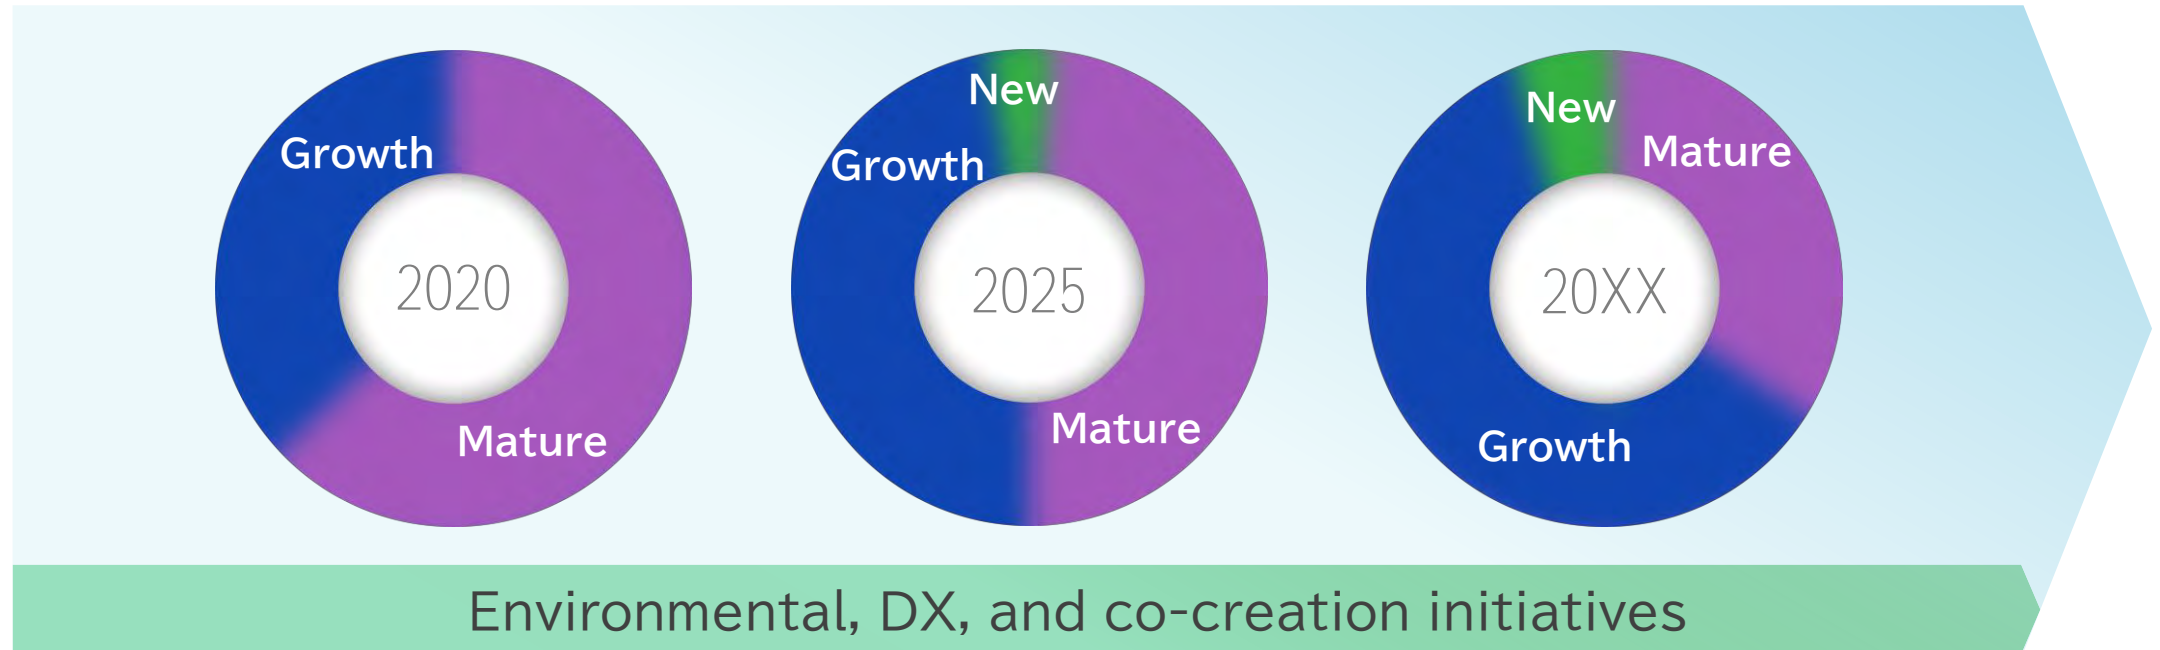 Growth
2020
Mature
New
Growth
2025
Mature
New
Mature
20XX
Growth
Environmental, DX, and co-creation initiatives